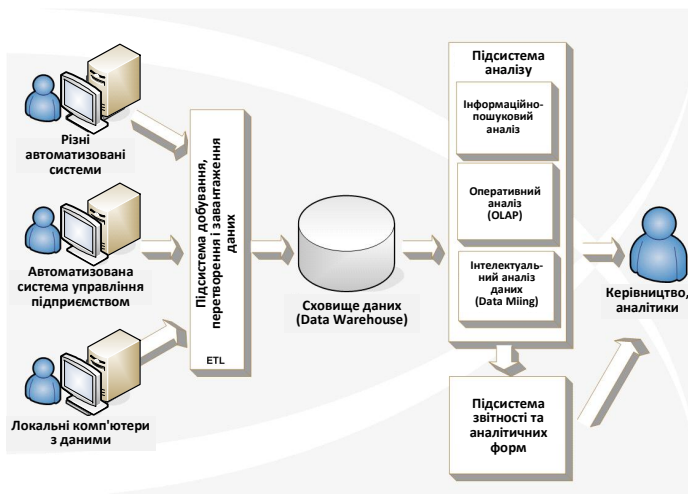 Різні
автоматизовані
системи
Автоматизована
система управління
підприємством
Локальні комп'ютери
з даними
Підсистема добування,
перетворення і завантаження
даних
ETL
Сховище даних
(Data Warehouse)
Підсистема
аналізу
Інформаційно-
пошуковий
аналіз
Оперативний
аналіз
(OLAP)
Інтелектуаль-
ний аналіз
даних
(Data Miing)
Підсистема
звітності та
аналітичних
форм
Керівництво,
аналітики